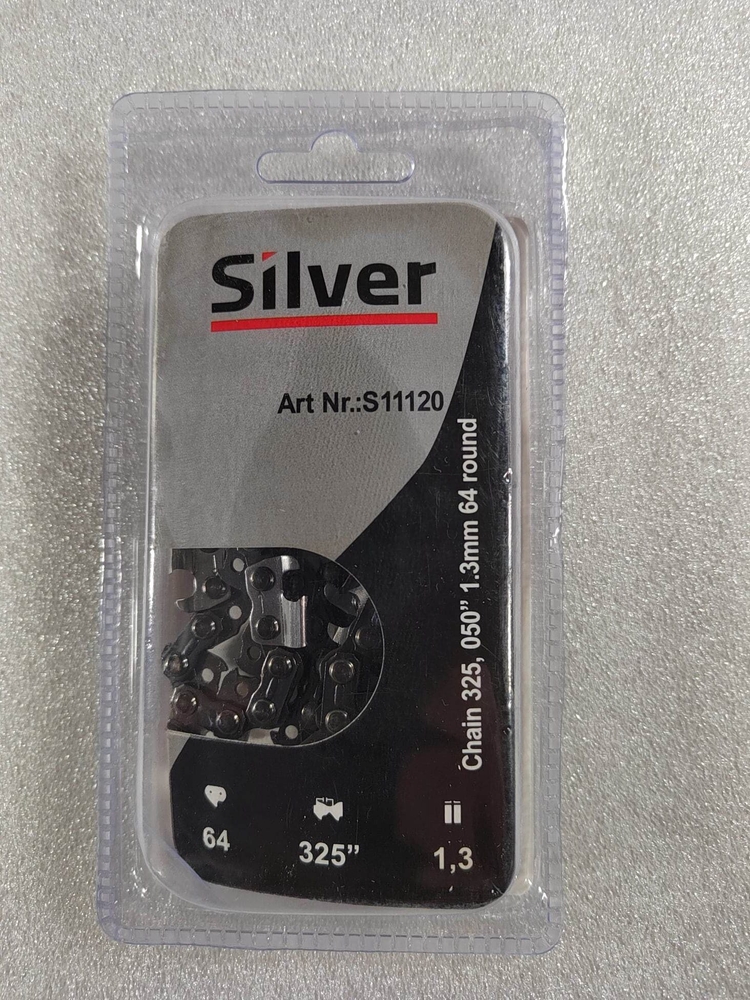 Silver
Art Nr.:S11120
Chain 325, 050” 1.3mm 64 round
64
325”
1,3